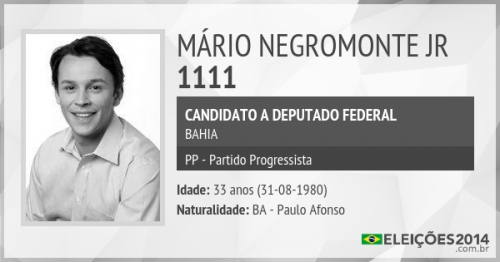 MÁRIO NEGROMONTE JR
1111
CANDIDATO A DEPUTADO FEDERAL
BAHIA
PP - Partido Progressista
Idade: 33 anos (31-08-1980)
Naturalidade: BA - Paulo Afonso
ELEIÇÕES2014
.com.br